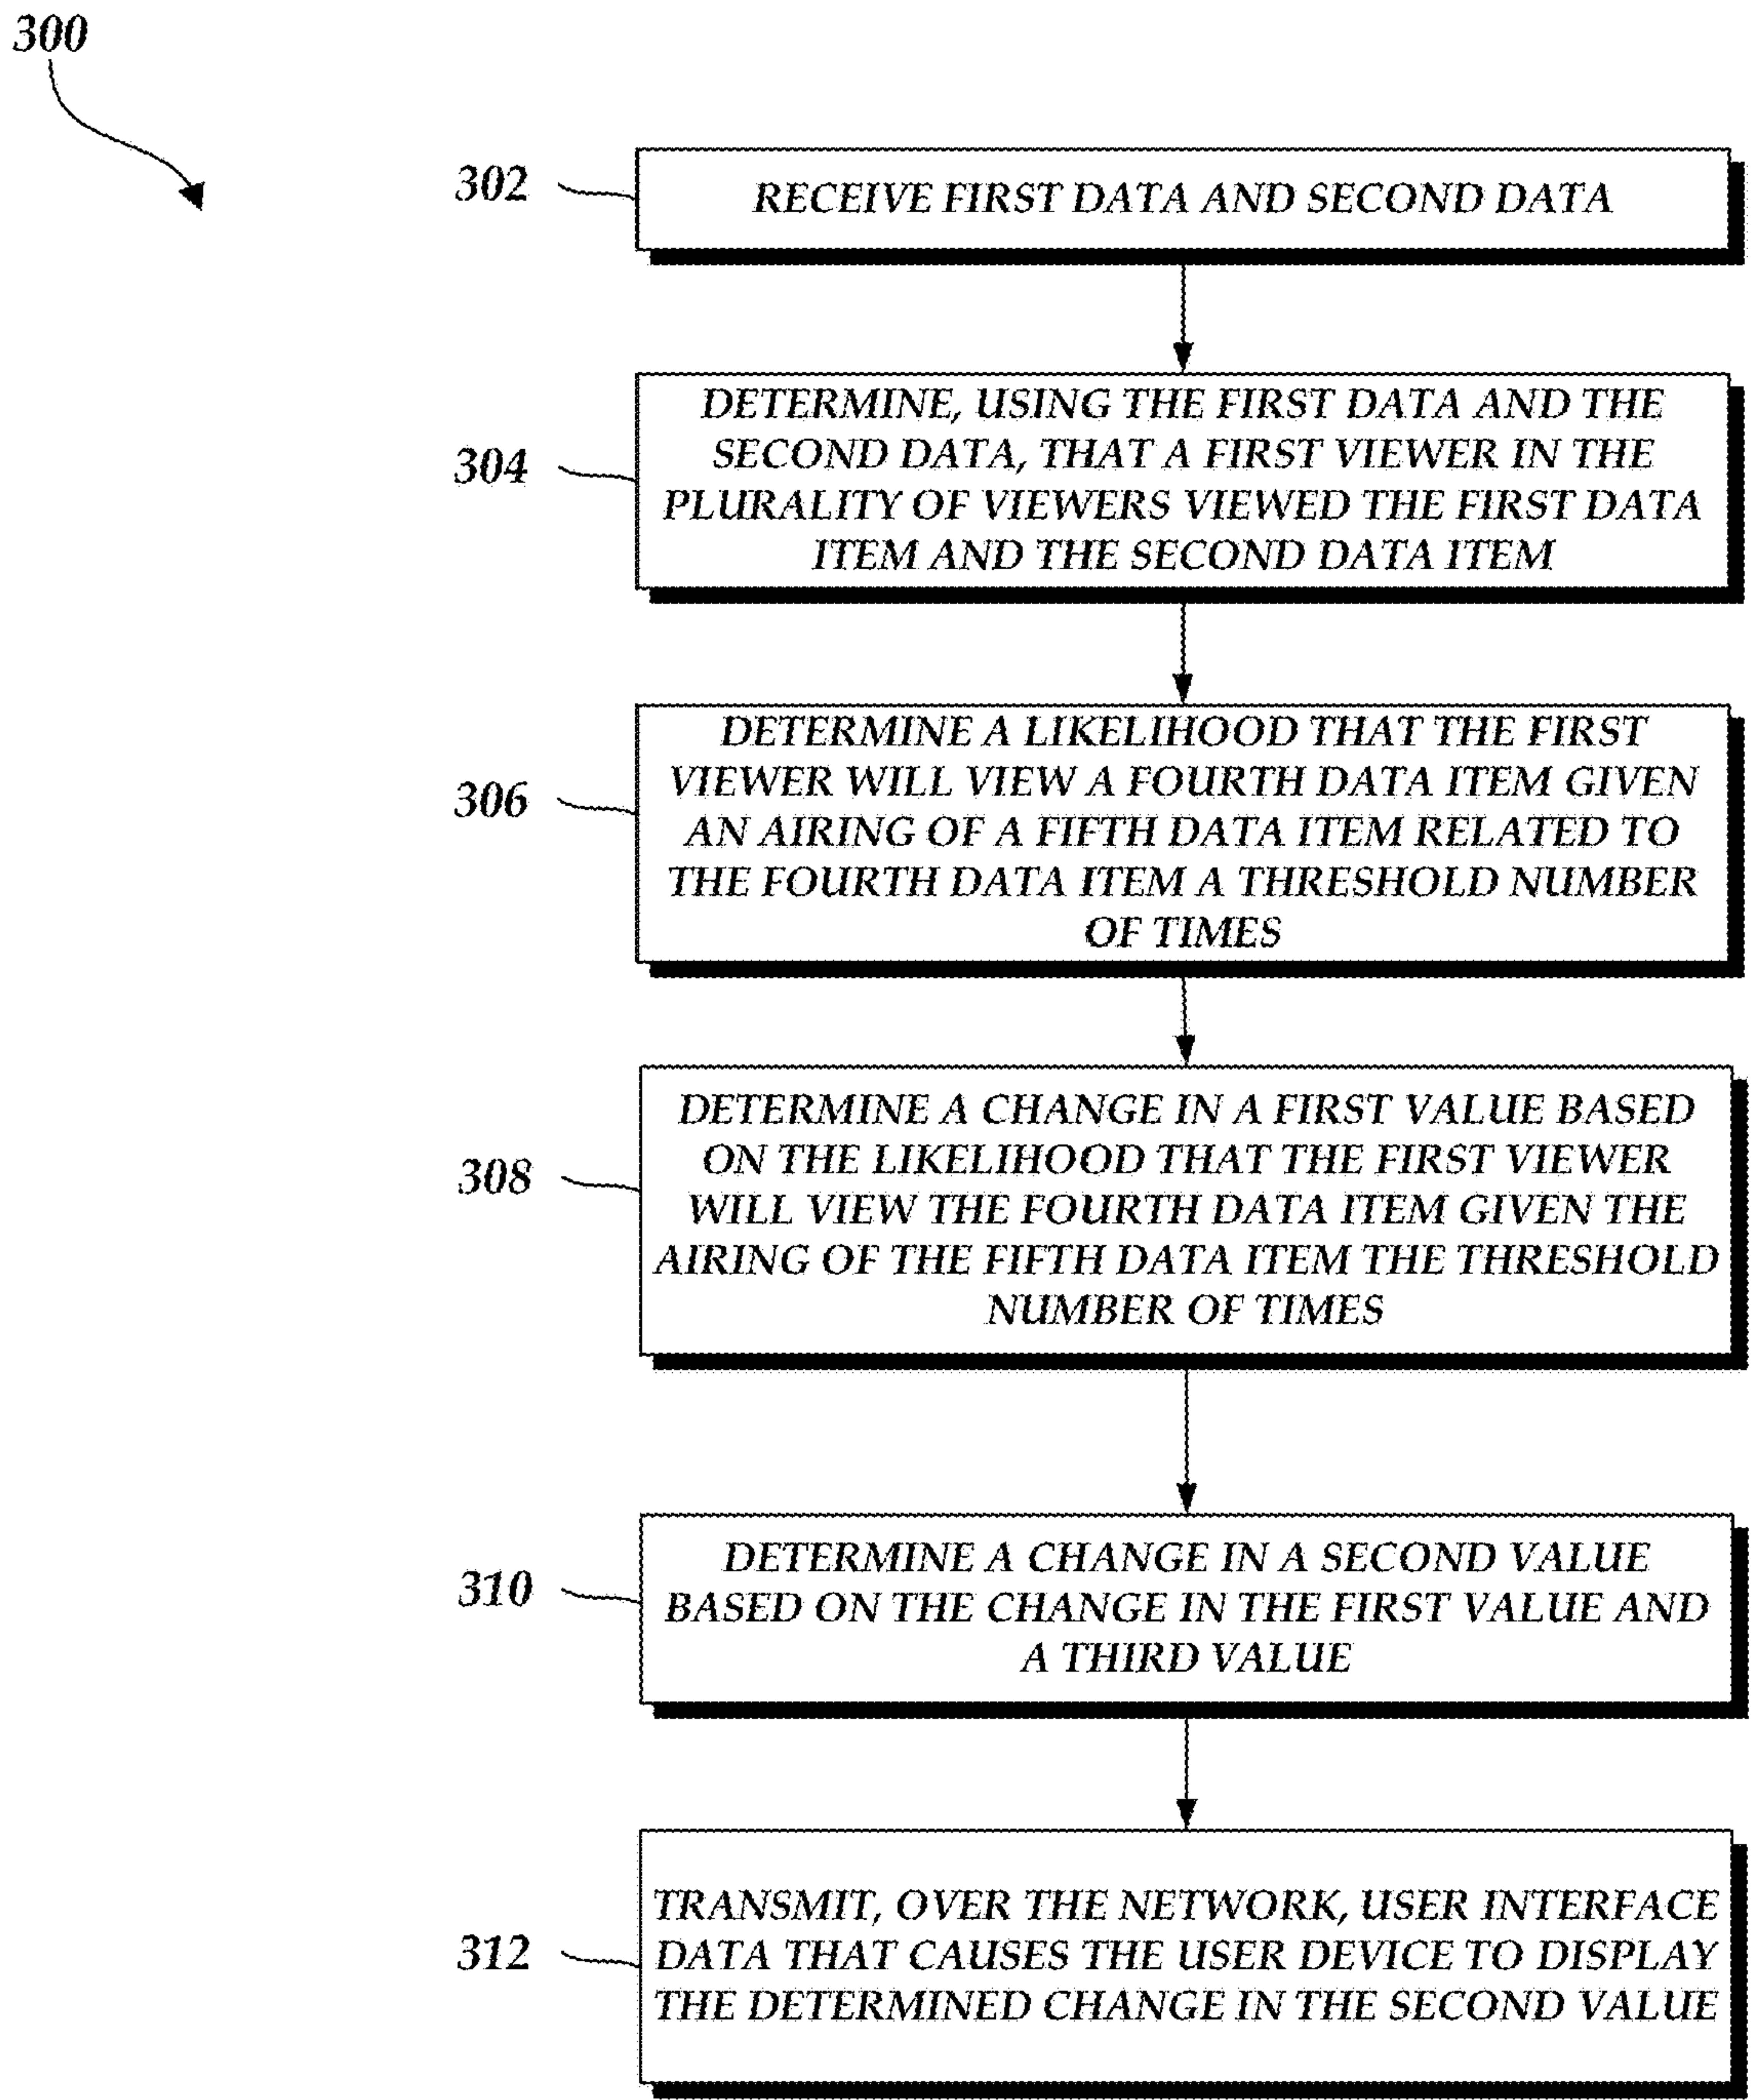 300
302
RECEIVE FIRST DATA AND SECOND DATA
304
DETERMINE, USING THE FIRST DATA AND THE
SECOND DATA, THAT A FIRST VIEWER IN THE
PLURALITY OF VIEWERS VIEWED THE FIRST DATA
ITEM AND THE SECOND DATA ITEM
306
DETERMINE A LIKELIHOOD THAT THE FIRST
VIEWER WILL VIEW A FOURTH DATA ITEM GIVEN
AN AIRING OF A FIFTH DATA ITEM RELATED TO
THE FOURTH DATA ITEM A THRESHOLD NUMBER
OF TIMES
308
DETERMINE A CHANGE IN A FIRST VALUE BASED
ON THE LIKELIHOOD THAT THE FIRST VIEWER
WILL VIEW THE FOURTH DATA ITEM GIVEN THE
AIRING OF THE FIFTH DATA ITEM THE THRESHOLD
NUMBER OF TIMES
310
DETERMINE A CHANGE IN A SECOND VALUE
BASED ON THE CHANGE IN THE FIRST VALUE AND
A THIRD VALUE
312
TRANSMIT, OVER THE NETWORK, USER INTERFACE
DATA THAT CAUSES THE USER DEVICE TO DISPLAY
THE DETERMINED CHANGE IN THE SECOND VALUE